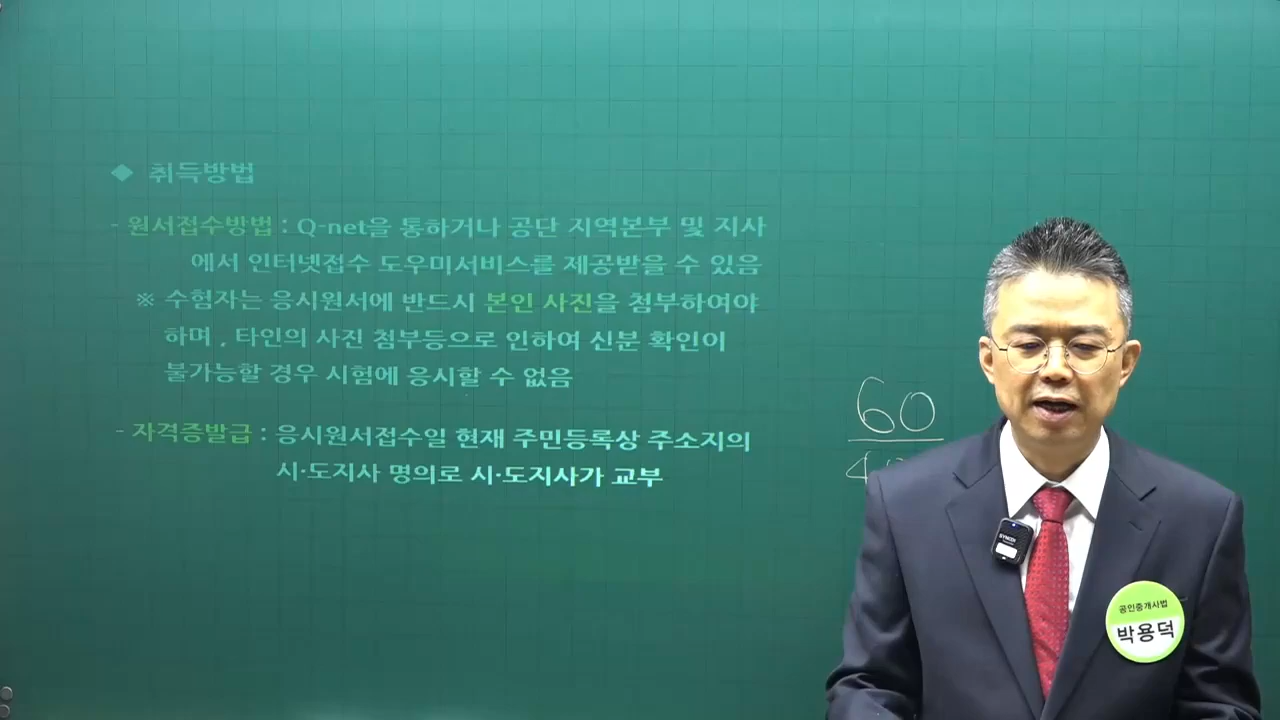 ◆ 취득방법
- 원서접수방법 : Q-net을 통하거나 공단 지역본부 및 지사
에서 인터넷접수 도우미서비스를 제공받을 수 있음
※ 수험자는 응시원서에 반드시 본인 사진을 첨부하여야
하며 , 타인의 사진 첨부등으로 인하여 신분 확인이
불가능할 경우 시험에 응시할 수 없음
- 자격증발급 : 응시원서접수일 현재 주민등록상 주소지의
시·도지사 명의로 시·도지사가 교부
60
공인중개사법
박용덕